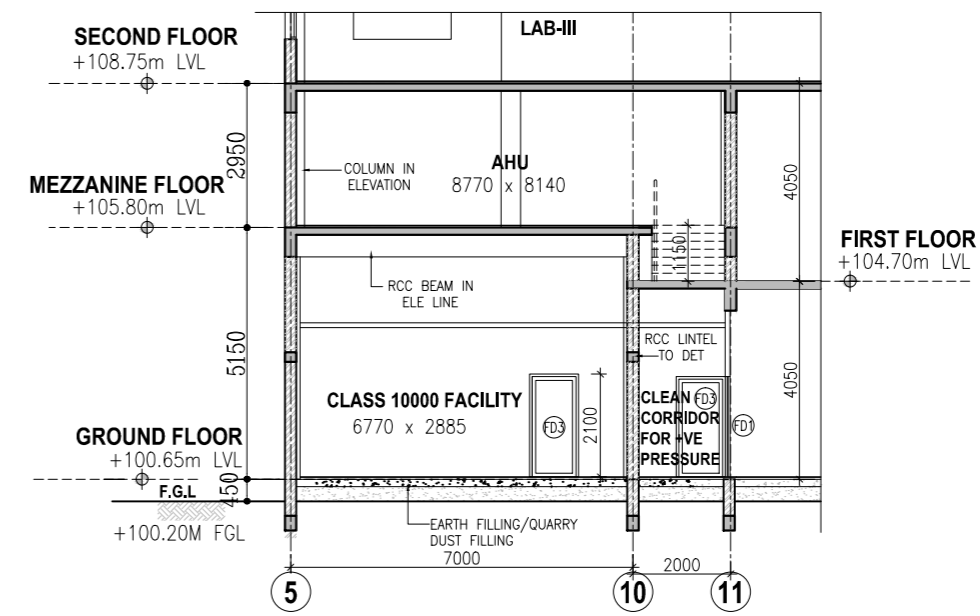 LAB-III
SECOND FLOOR
+108.75m LVL
2950
COLUMN IN
ELEVATION
AHU
8770 x 8140
4050
MEZZANINE FLOOR
+105.80m LVL
1150
FIRST FLOOR
+104.70m LVL
RCC BEAM IN
ELE LINE
5150
RCC LINTEL
TO DET
4050
CLASS 10000 FACILITY
6770 x 2885
FD3
2100
CLEAN
CORRIDOR
FOR +VE
PRESSURE
FD3
FD1
GROUND FLOOR
+100.65m LVL
450
F.G.L
+100.20M FGL
EARTH FILLING/QUARRY
DUST FILLING
7000
2000
5
10
11